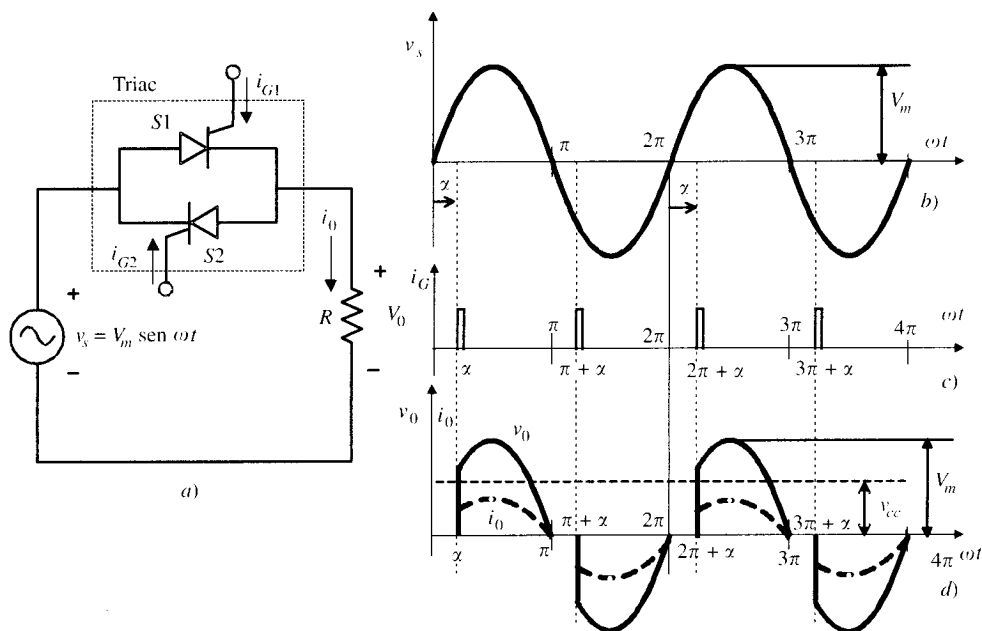 Triac
i_G1
S1
i_G2
S2
i_0
+
+
v_s = V_m sen ωt
R
V_0
−
−
a)
v_s
π
2π
3π
ωt
V_m
α
α
b)
i_G
π
2π
3π
4π
ωt
α
π + α
2π + α
3π + α
c)
v_0
i_0
v_0
V_m
v_cc
i_0
π + α
2π
3π + α
α
π
2π + α
3π
4π
ωt
d)